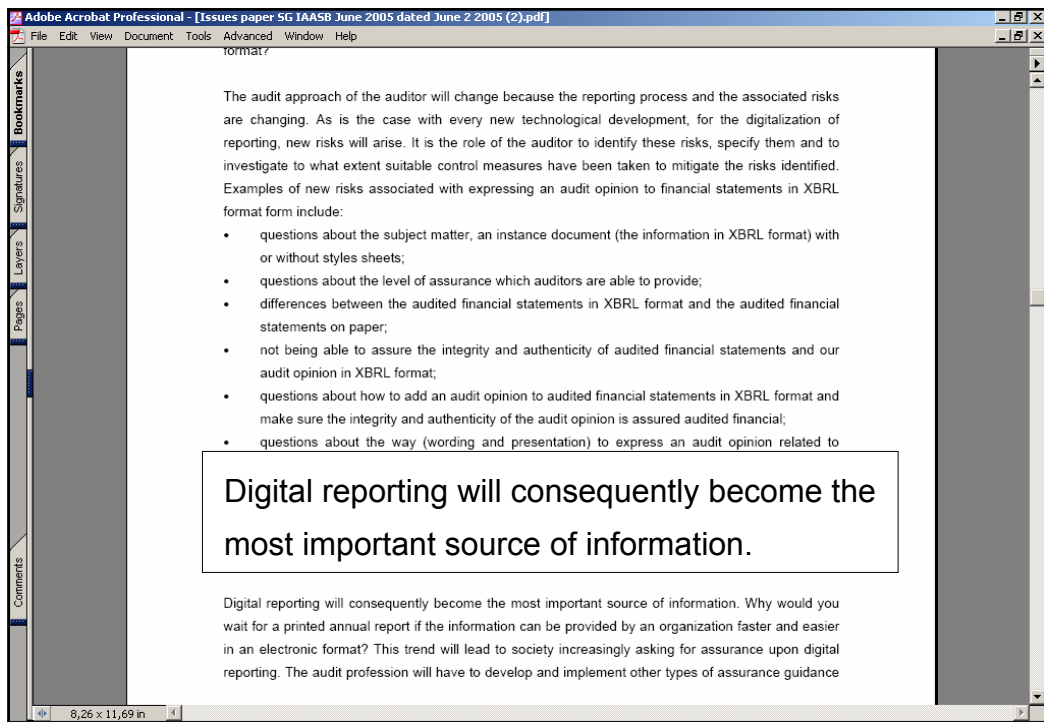 Adobe Acrobat Professional - [Issues paper SG IAASB June 2005 dated June 2 2005 (2).pdf]
File Edit View Document Tools Advanced Window Help
format?
Bookmarks
Signatures
Layers
Pages
Comments
The audit approach of the auditor will change because the reporting process and the associated risks
are changing. As is the case with every new technological development, for the digitalization of
reporting, new risks will arise. It is the role of the auditor to identify these risks, specify them and to
investigate to what extent suitable control measures have been taken to mitigate the risks identified.
Examples of new risks associated with expressing an audit opinion to financial statements in XBRL
format form include:
• questions about the subject matter, an instance document (the information in XBRL format) with
or without styles sheets;
• questions about the level of assurance which auditors are able to provide;
• differences between the audited financial statements in XBRL format and the audited financial
statements on paper;
• not being able to assure the integrity and authenticity of audited financial statements and our
audit opinion in XBRL format;
• questions about how to add an audit opinion to audited financial statements in XBRL format and
make sure the integrity and authenticity of the audit opinion is assured audited financial;
• questions about the way (wording and presentation) to express an audit opinion related to
Digital reporting will consequently become the
most important source of information.
Digital reporting will consequently become the most important source of information. Why would you
wait for a printed annual report if the information can be provided by an organization faster and easier
in an electronic format? This trend will lead to society increasingly asking for assurance upon digital
reporting. The audit profession will have to develop and implement other types of assurance guidance
8,26 x 11,69 in